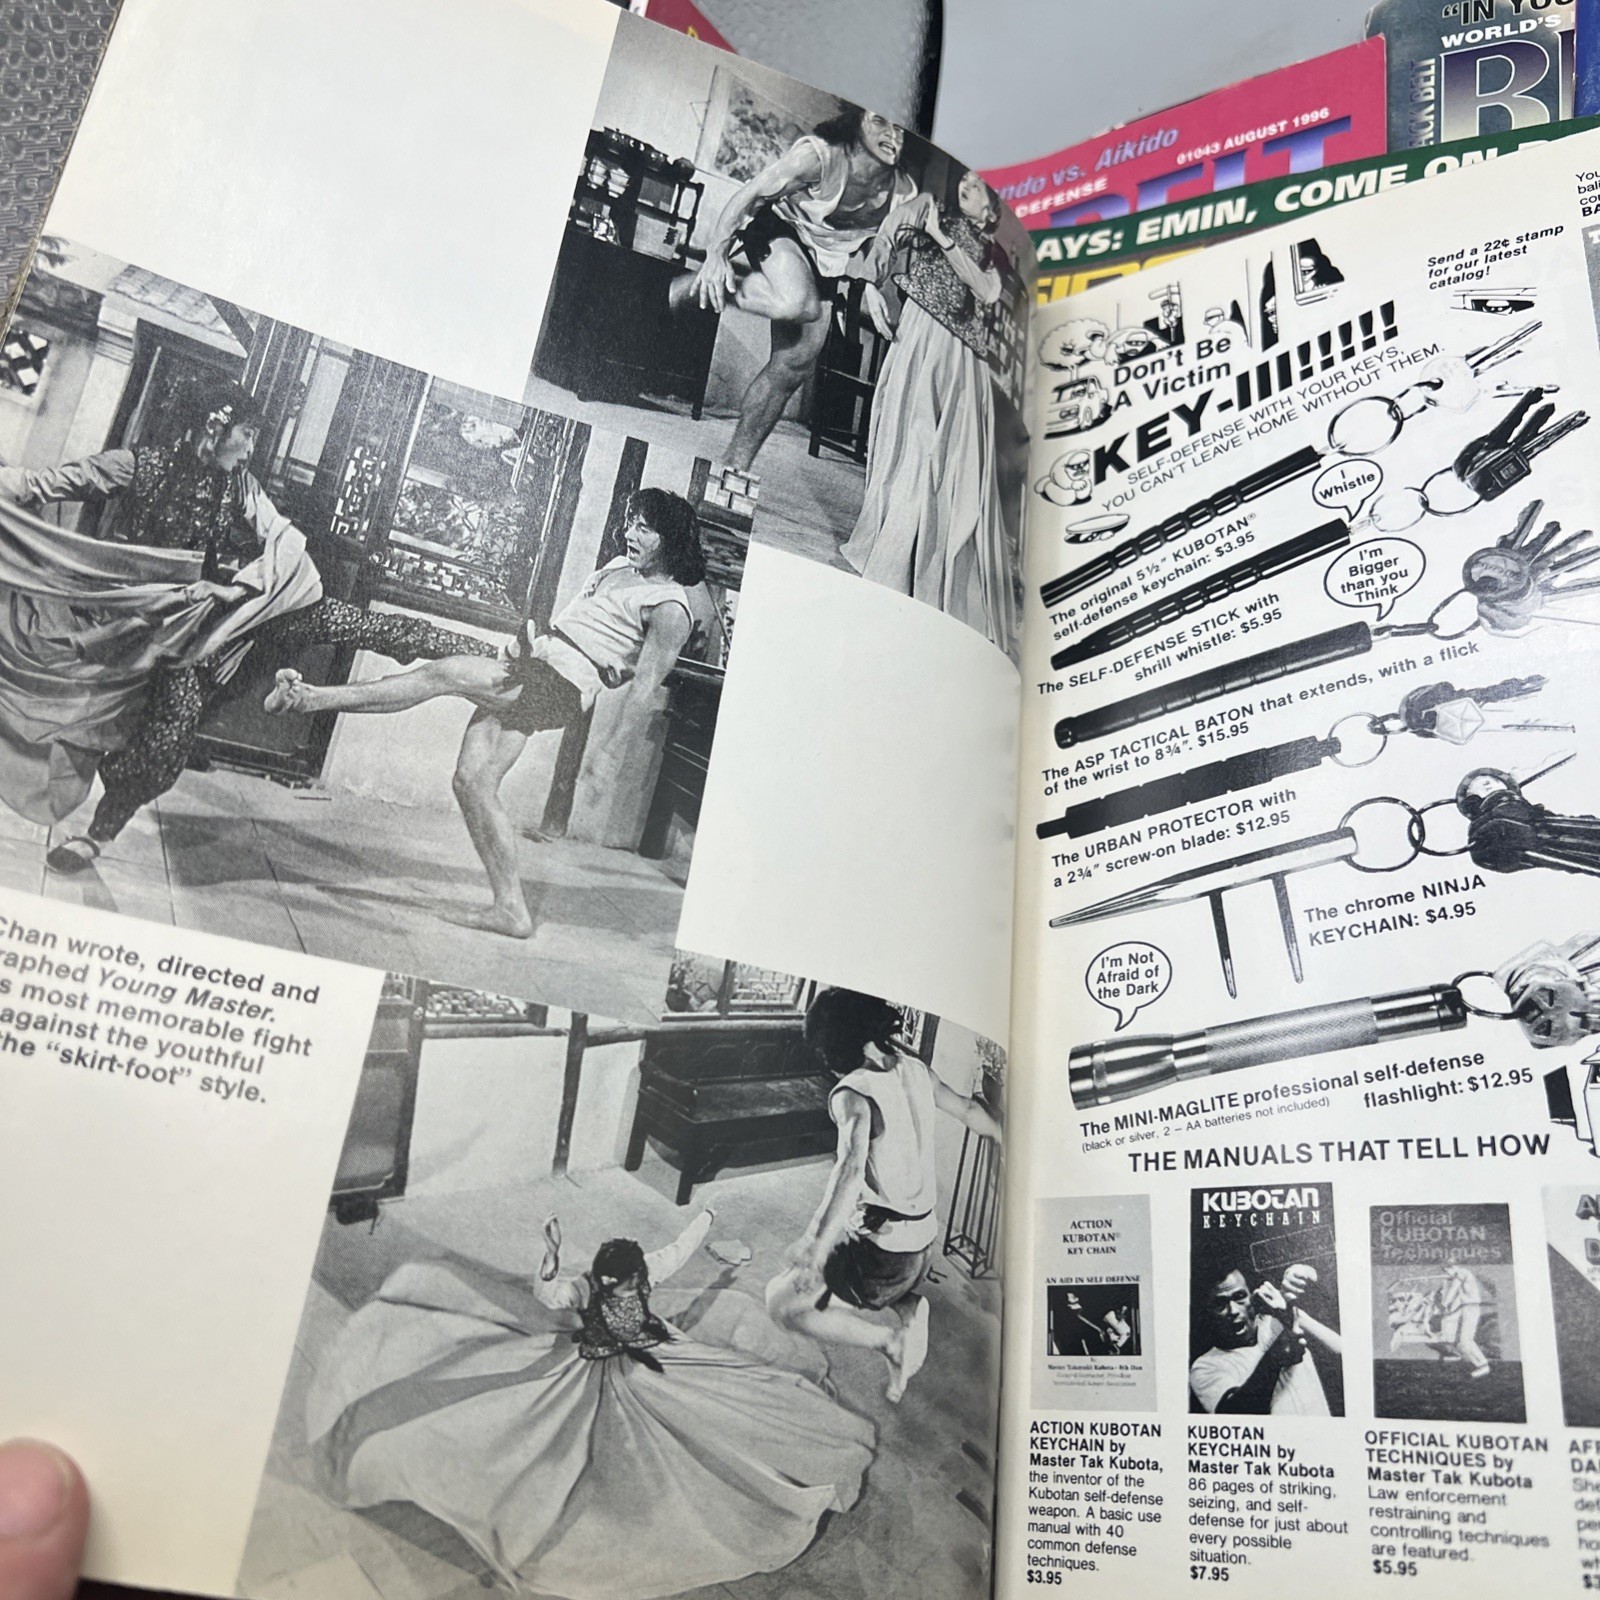 Chan wrote, directed and
Young Master.
most memorable fight
against the youthful
the "skirt-foot" style.
"IN YOU
WORLD'S
vs. Aikido
01043 AUGUST 1996
DEFENSE
EMIN, COME ON
Send a 22¢ stamp
for our latest
catalog!
Don't Be
A Victim
KEY-III!!!!!
SELF-DEFENSE WITH YOUR KEYS,
YOU CAN'T LEAVE HOME WITHOUT THEM.
I
Whistle
The original 5½" KUBOTAN®
self-defense keychain: $3.95
I'm
Bigger
than you
Think
The SELF-DEFENSE STICK with
shrill whistle: $5.95
The ASP TACTICAL BATON that extends, with a flick
of the wrist to 8¾". $15.95
The URBAN PROTECTOR with
a 2¾" screw-on blade: $12.95
The chrome NINJA
KEYCHAIN: $4.95
I'm Not
Afraid of
the Dark
The MINI-MAGLITE professional self-defense
flashlight: $12.95
(black or silver, 2 – AA batteries not included)
THE MANUALS THAT TELL HOW
ACTION
KUBOTAN®
KEY CHAIN
AN AID IN SELF DEFENSE
KUBOTAN
KEYCHAIN
Official
KUBOTAN
Techniques
ACTION KUBOTAN
KEYCHAIN by
Master Tak Kubota,
the inventor of the
Kubotan self-defense
weapon. A basic use
manual with 40
common defense
techniques.
$3.95
KUBOTAN
KEYCHAIN by
Master Tak Kubota
86 pages of striking,
seizing, and self-
defense for just about
every possible
situation.
$7.95
OFFICIAL KUBOTAN
TECHNIQUES by
Master Tak Kubota
Law enforcement
restraining and
controlling techniques
are featured.
$5.95